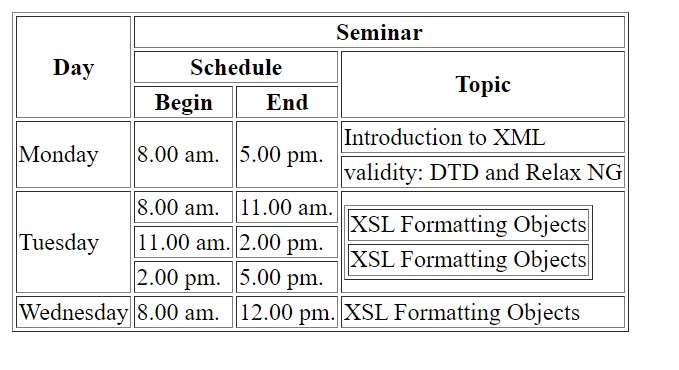 Day Seminar
Schedule Topic
Begin End
Monday 8.00 am. 5.00 pm. Introduction to XML
validity: DTD and Relax NG
Tuesday 8.00 am. 11.00 am. XSL Formatting Objects
11.00 am. 2.00 pm. XSL Formatting Objects
2.00 pm. 5.00 pm.
Wednesday 8.00 am. 12.00 pm. XSL Formatting Objects